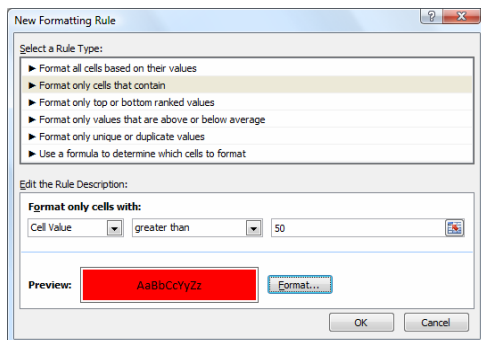 New Formatting Rule
Select a Rule Type:
► Format all cells based on their values
► Format only cells that contain
► Format only top or bottom ranked values
► Format only values that are above or below average
► Format only unique or duplicate values
► Use a formula to determine which cells to format
Edit the Rule Description:
Format only cells with:
Cell Value greater than 50
Preview: AaBbCcYyZz Format...
OK Cancel